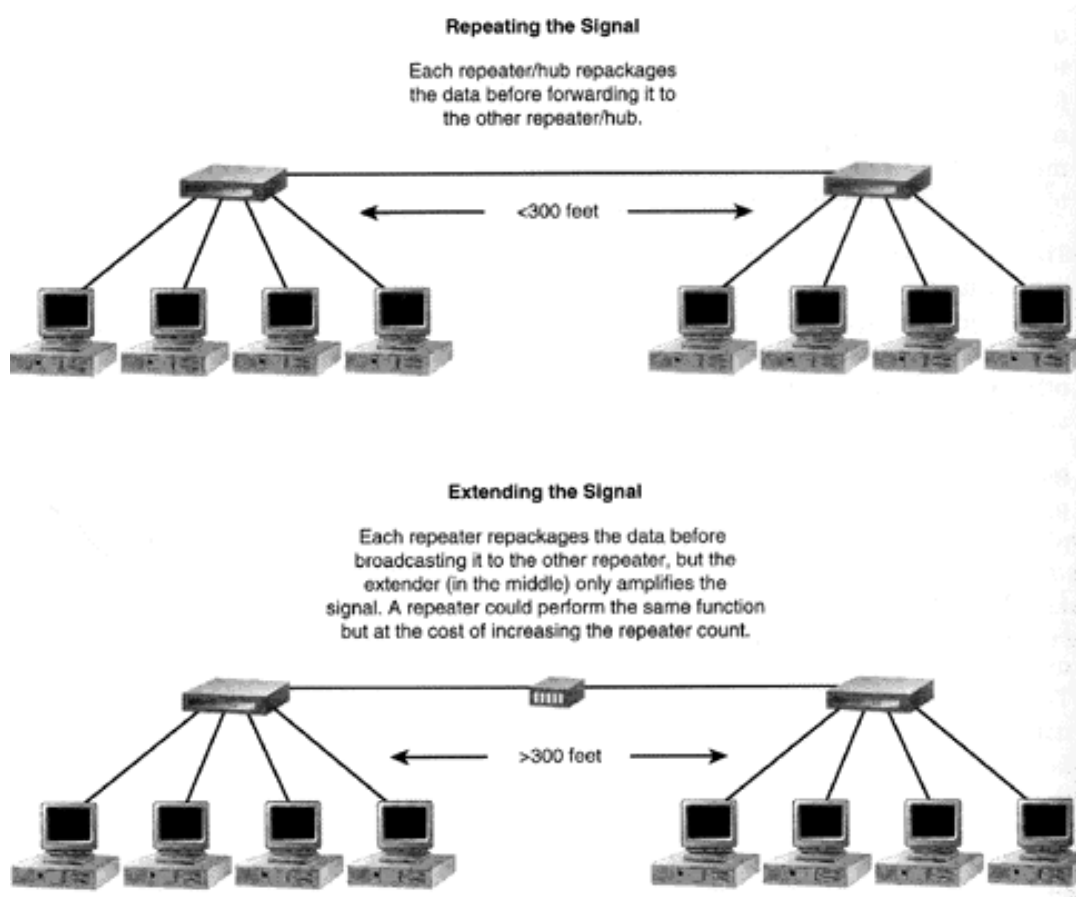 Repeating the Signal
Each repeater/hub repackages
the data before forwarding it to
the other repeater/hub.
<300 feet
Extending the Signal
Each repeater repackages the data before
broadcasting it to the other repeater, but the
extender (in the middle) only amplifies the
signal. A repeater could perform the same function
but at the cost of increasing the repeater count.
>300 feet